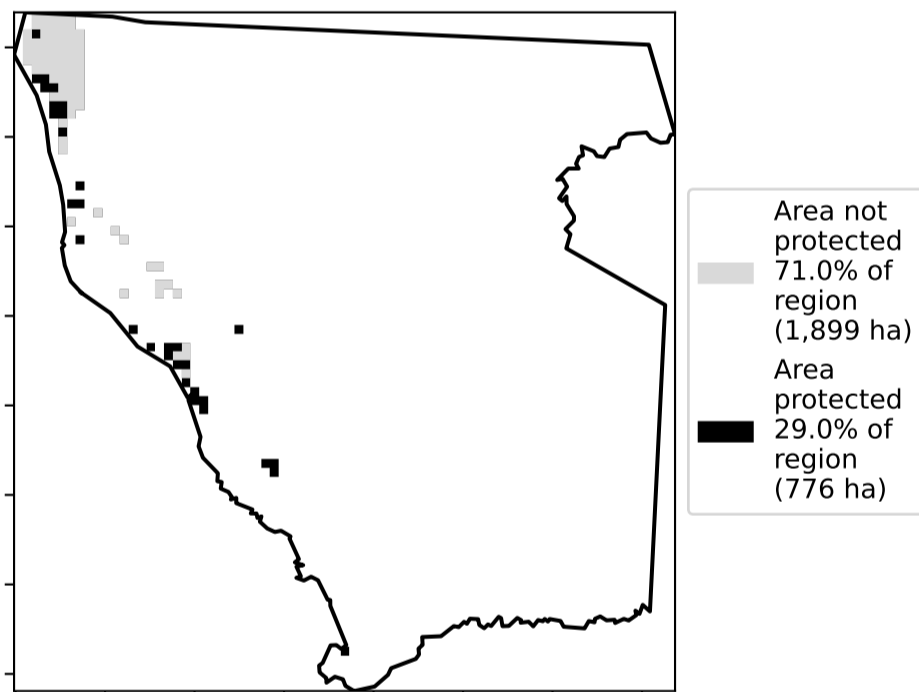 Area not
protected
71.0% of
region
(1,899 ha)
Area
protected
29.0% of
region
(776 ha)